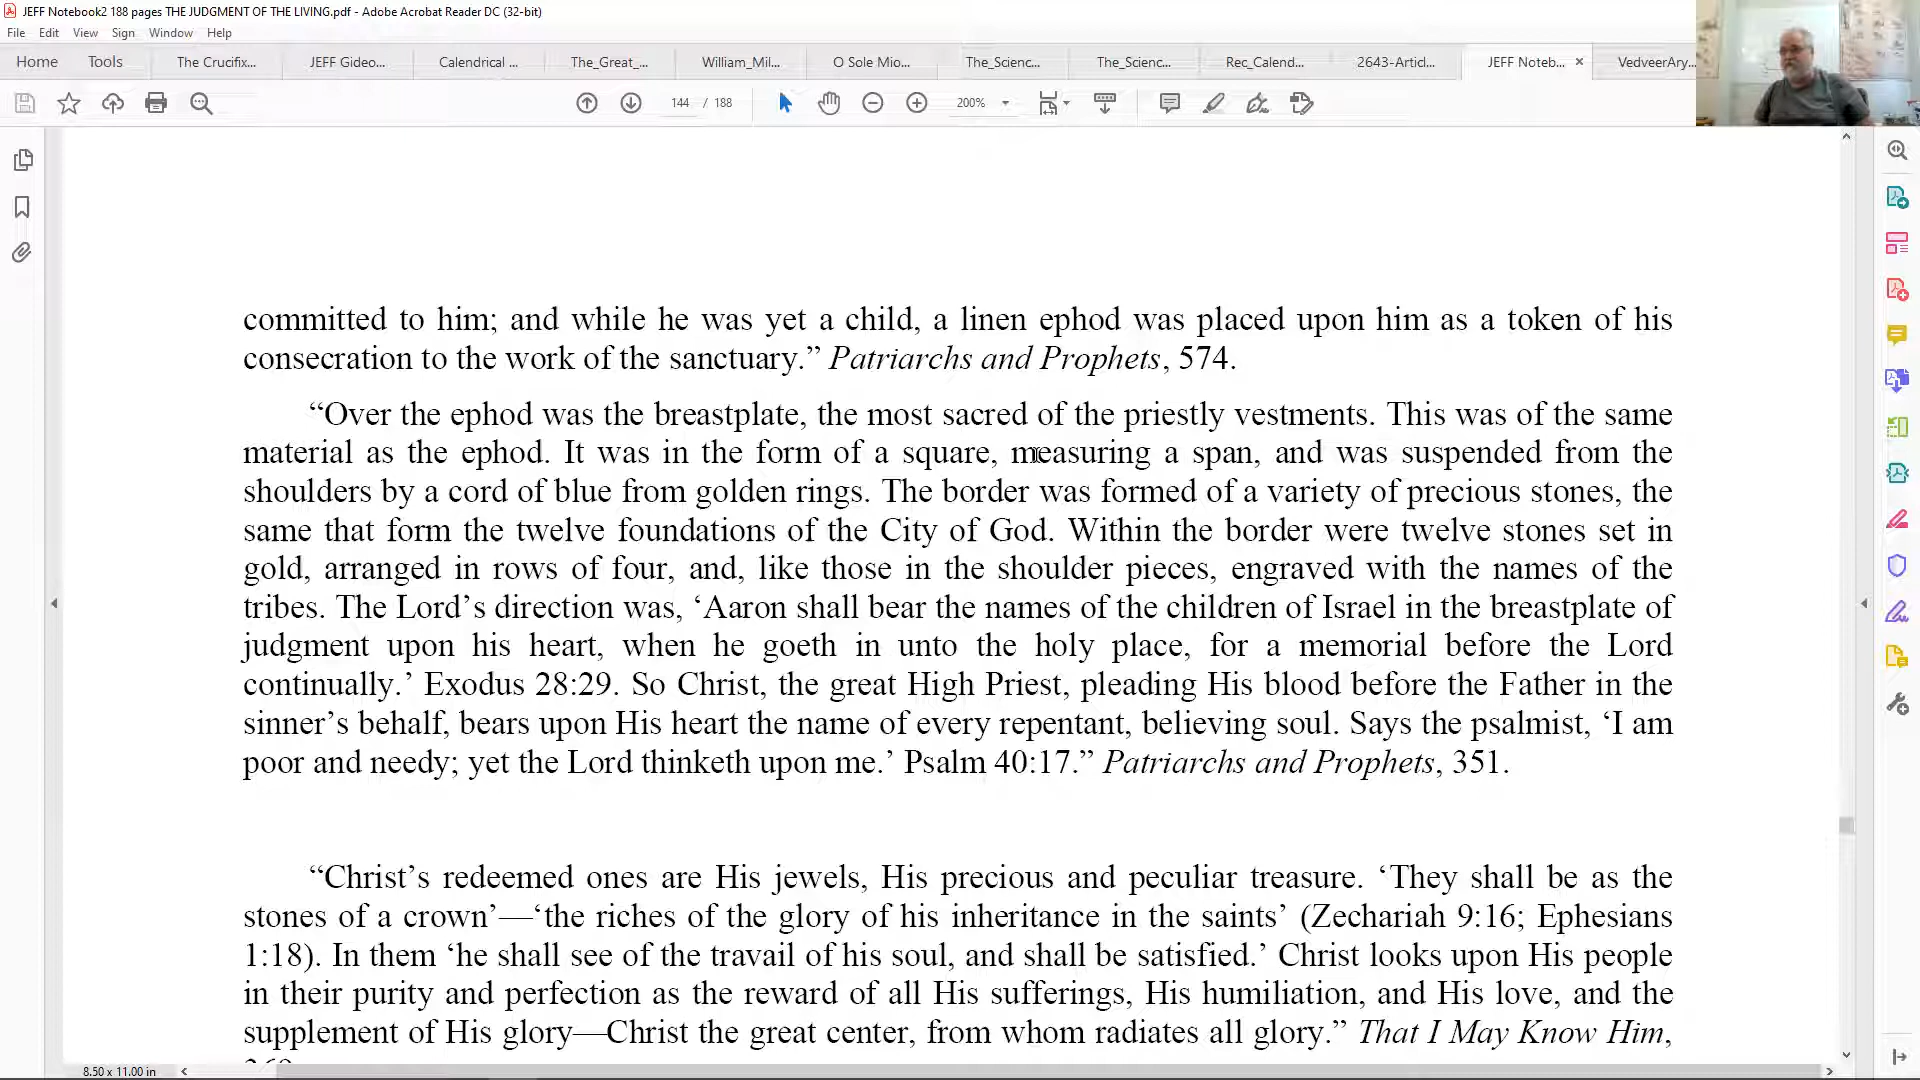 JEFF Notebook2 188 pages THE JUDGMENT OF THE LIVING.pdf - Adobe Acrobat Reader DC (32-bit)
File Edit View Sign Window Help
Home Tools The Crucifix... JEFF Gideo... Calendrical ... The_Great_... William_Mil... O Sole Mio... The_Scienc... The_Scienc... Rec_Calend... 2643-Articl... JEFF Noteb... VedveerAry...
144 / 188 200%
committed to him; and while he was yet a child, a linen ephod was placed upon him as a token of his
consecration to the work of the sanctuary.” Patriarchs and Prophets, 574.
“Over the ephod was the breastplate, the most sacred of the priestly vestments. This was of the same
material as the ephod. It was in the form of a square, measuring a span, and was suspended from the
shoulders by a cord of blue from golden rings. The border was formed of a variety of precious stones, the
same that form the twelve foundations of the City of God. Within the border were twelve stones set in
gold, arranged in rows of four, and, like those in the shoulder pieces, engraved with the names of the
tribes. The Lord’s direction was, ‘Aaron shall bear the names of the children of Israel in the breastplate of
judgment upon his heart, when he goeth in unto the holy place, for a memorial before the Lord
continually.’ Exodus 28:29. So Christ, the great High Priest, pleading His blood before the Father in the
sinner’s behalf, bears upon His heart the name of every repentant, believing soul. Says the psalmist, ‘I am
poor and needy; yet the Lord thinketh upon me.’ Psalm 40:17.” Patriarchs and Prophets, 351.
“Christ’s redeemed ones are His jewels, His precious and peculiar treasure. ‘They shall be as the
stones of a crown’—‘the riches of the glory of his inheritance in the saints’ (Zechariah 9:16; Ephesians
1:18). In them ‘he shall see of the travail of his soul, and shall be satisfied.’ Christ looks upon His people
in their purity and perfection as the reward of all His sufferings, His humiliation, and His love, and the
supplement of His glory—Christ the great center, from whom radiates all glory.” That I May Know Him,
8.50 x 11.00 in